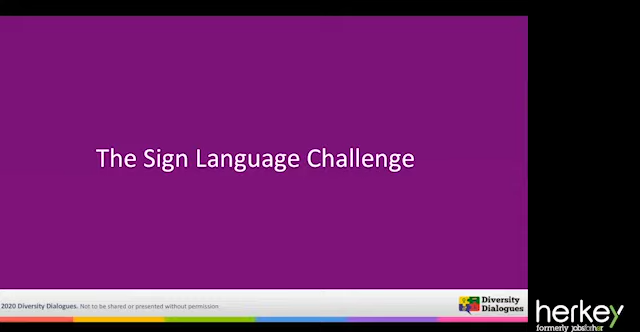 The Sign Language Challenge
2020 Diversity Dialogues. Not to be shared or presented without permission
Diversity
Dialogues
herkey
formerly jobsforher